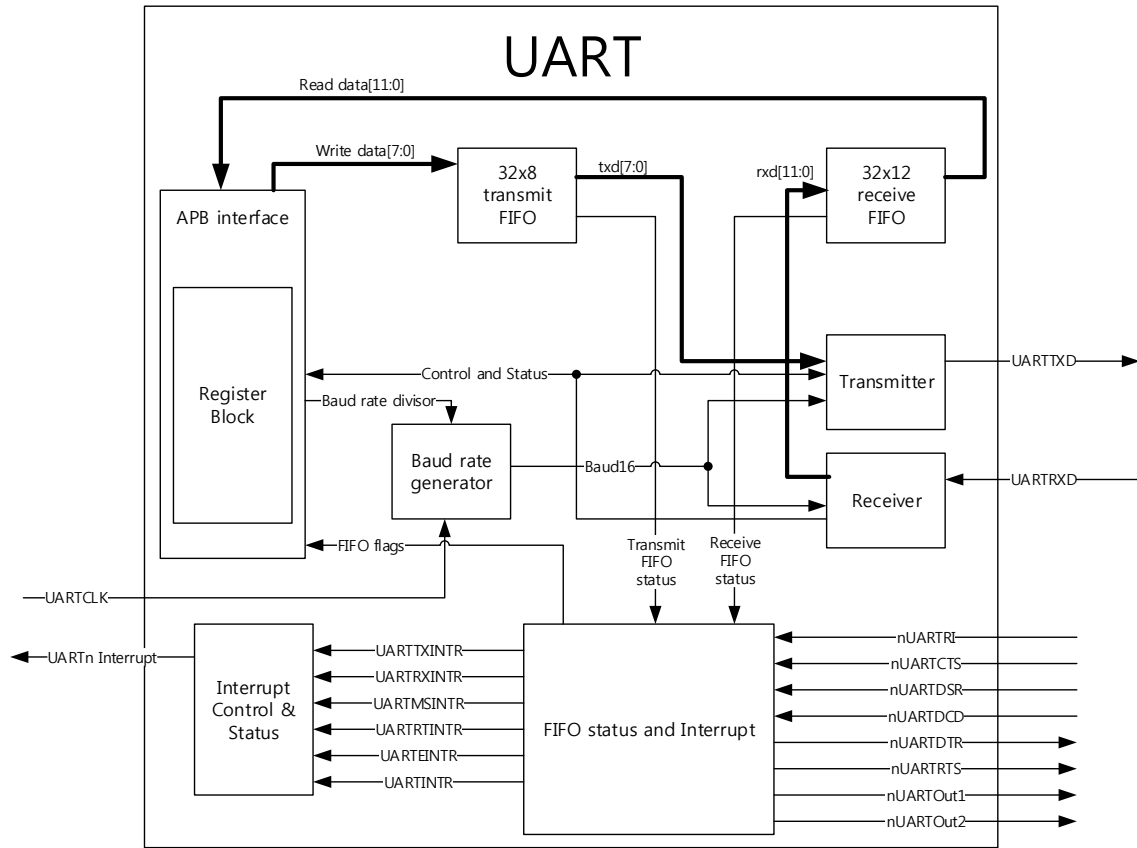 UART
Read data[11:0]
Write data[7:0]
32x8
transmit
FIFO
txd[7:0]
rxd[11:0]
32x12
receive
FIFO
APB interface
Register
Block
Control and Status
Baud rate divisor
Baud rate
generator
Baud16
Transmitter
UARTTXD
Receiver
UARTRXD
FIFO flags
Transmit
FIFO
status
Receive
FIFO
status
UARTCLK
UARTn Interrupt
Interrupt
Control &
Status
UARTTXINTR
UARTRXINTR
UARTMSINTR
UARTRTINTR
UARTEINTR
UARTINTR
FIFO status and Interrupt
nUARTRI
nUARTCTS
nUARTDSR
nUARTDCD
nUARTDTR
nUARTRTS
nUARTOut1
nUARTOut2